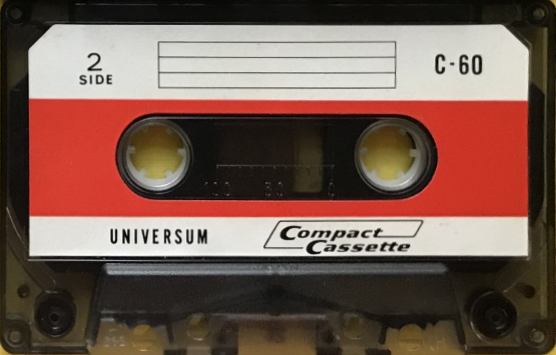 2
SIDE
C-60
100 50 0
UNIVERSUM
Compact
Cassette